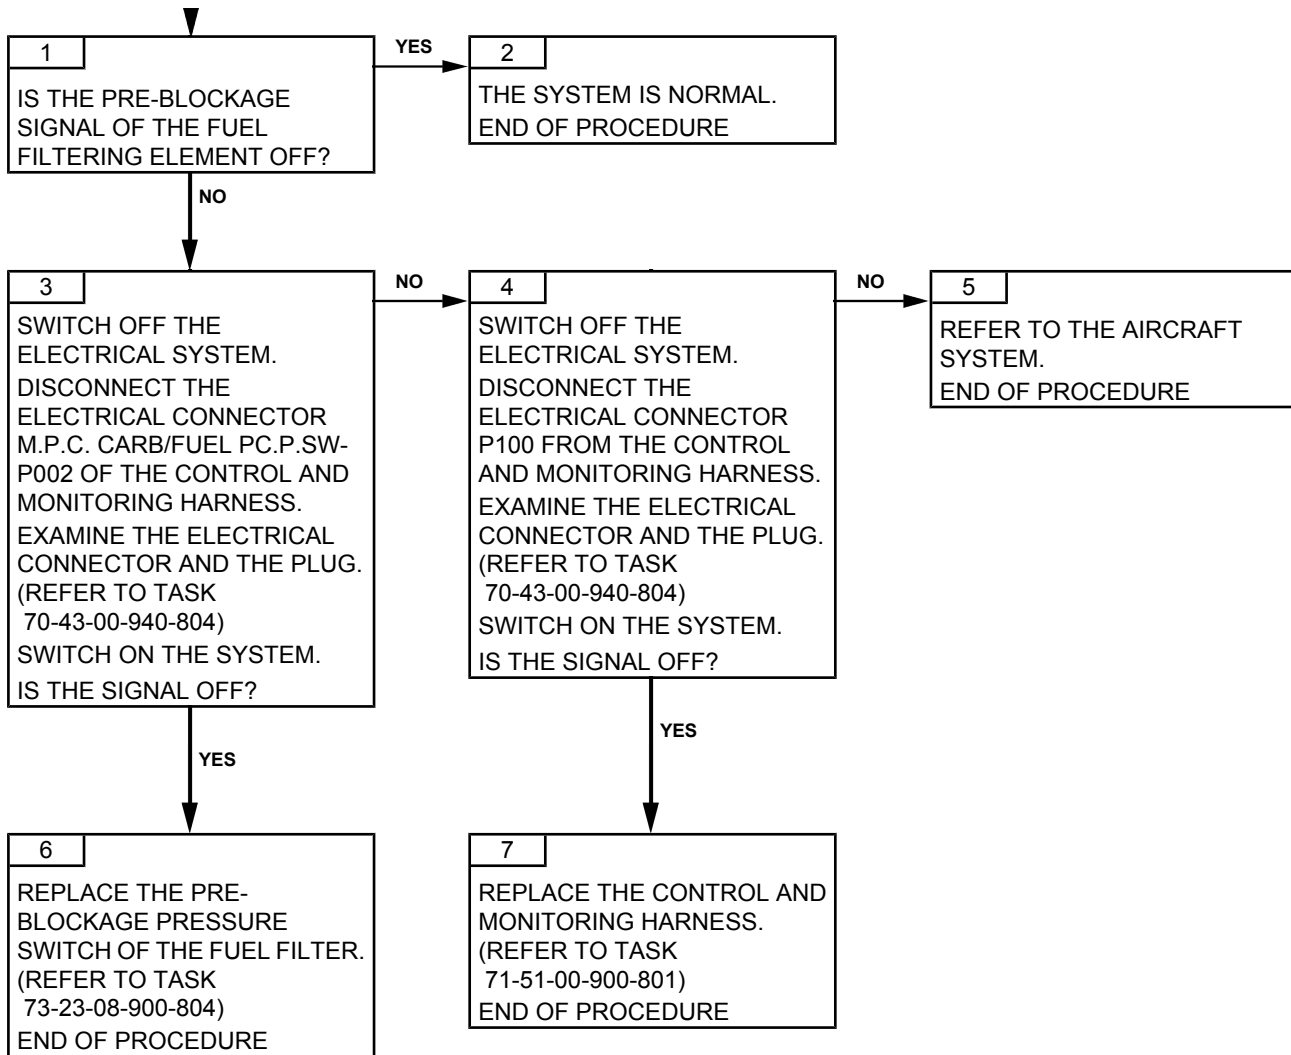 1
IS THE PRE-BLOCKAGE
SIGNAL OF THE FUEL
FILTERING ELEMENT OFF?
YES
2
THE SYSTEM IS NORMAL.
END OF PROCEDURE
NO
3
SWITCH OFF THE
ELECTRICAL SYSTEM.
DISCONNECT THE
ELECTRICAL CONNECTOR
M.P.C. CARB/FUEL PC.P.SW-
P002 OF THE CONTROL AND
MONITORING HARNESS.
EXAMINE THE ELECTRICAL
CONNECTOR AND THE PLUG.
(REFER TO TASK
70-43-00-940-804)
SWITCH ON THE SYSTEM.
IS THE SIGNAL OFF?
NO
4
SWITCH OFF THE
ELECTRICAL SYSTEM.
DISCONNECT THE
ELECTRICAL CONNECTOR
P100 FROM THE CONTROL
AND MONITORING HARNESS.
EXAMINE THE ELECTRICAL
CONNECTOR AND THE PLUG.
(REFER TO TASK
70-43-00-940-804)
SWITCH ON THE SYSTEM.
IS THE SIGNAL OFF?
NO
5
REFER TO THE AIRCRAFT
SYSTEM.
END OF PROCEDURE
YES
6
REPLACE THE PRE-
BLOCKAGE PRESSURE
SWITCH OF THE FUEL FILTER.
(REFER TO TASK
73-23-08-900-804)
END OF PROCEDURE
YES
7
REPLACE THE CONTROL AND
MONITORING HARNESS.
(REFER TO TASK
71-51-00-900-801)
END OF PROCEDURE